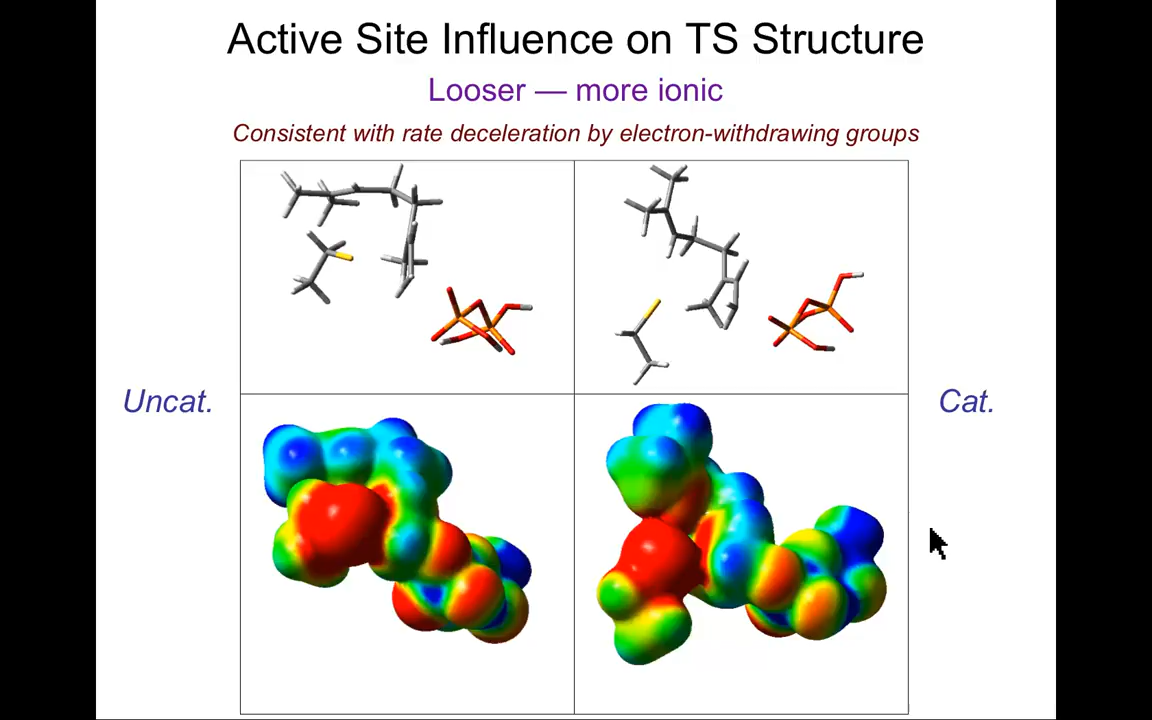 Active Site Influence on TS Structure
Looser — more ionic
Consistent with rate deceleration by electron-withdrawing groups
Uncat.
Cat.